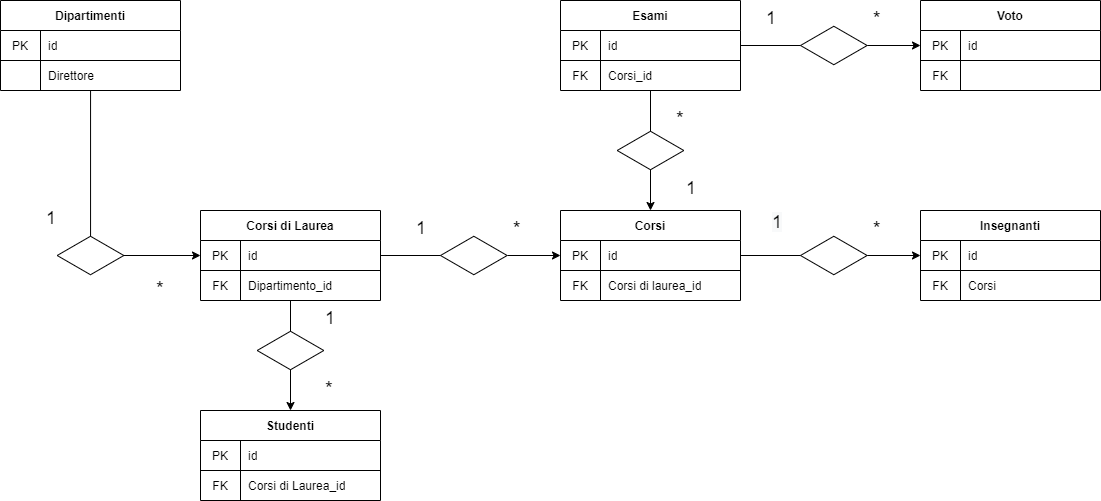 Dipartimenti
PK id
Direttore
Esami
PK id
FK Corsi_id
1
*
Voto
PK id
FK
*
1
1
*
Corsi di Laurea
PK id
FK Dipartimento_id
1
*
Corsi
PK id
FK Corsi di laurea_id
1
*
Insegnanti
PK id
FK Corsi
1
*
Studenti
PK id
FK Corsi di Laurea_id